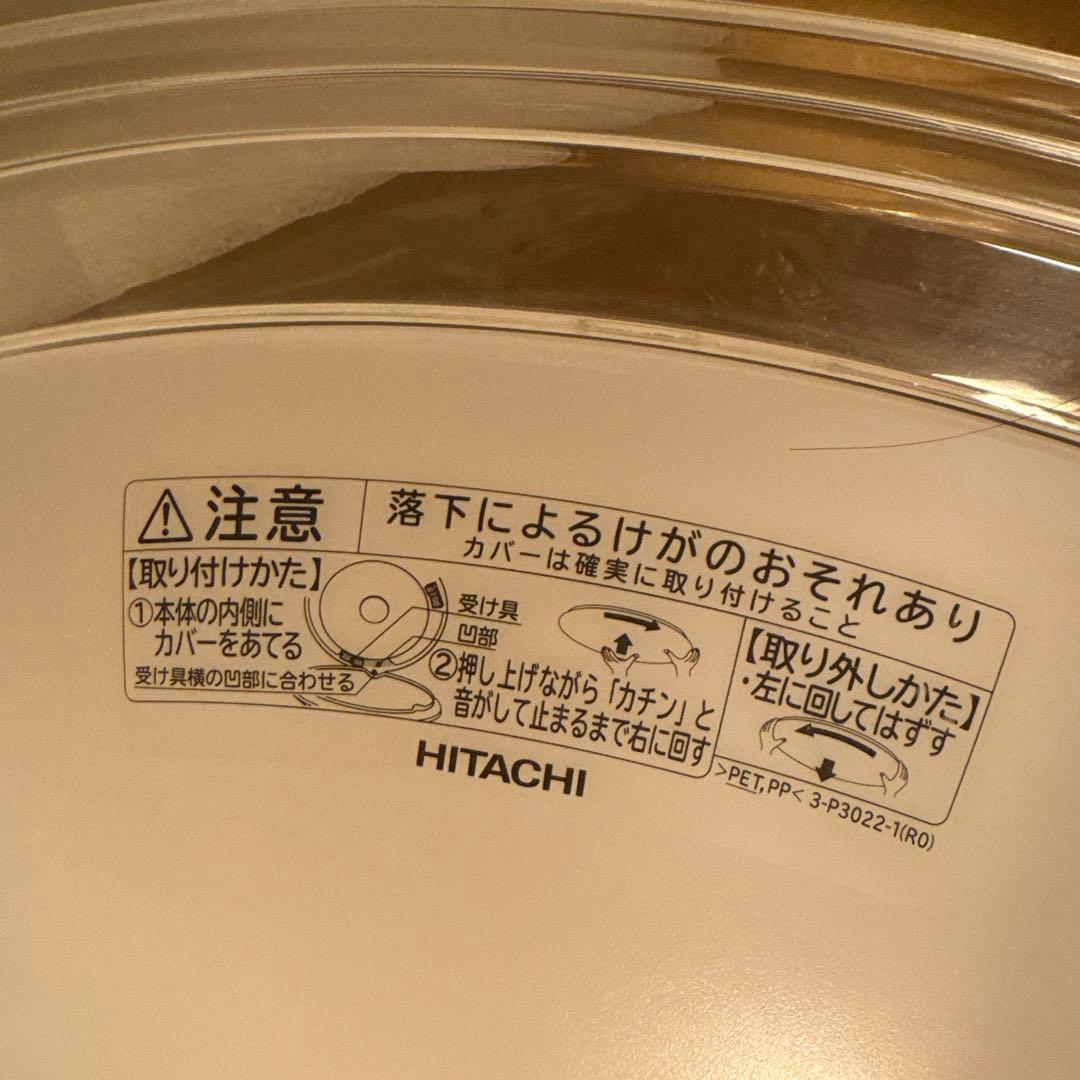 注意
落下によるけがのおそれあり
カバーは確実に取り付けること
【取り付けかた】
①本体の内側に
カバーをあてる
受け具横の凹部に合わせる
受け具
凹部
②押し上げながら「カチン」と
音がして止まるまで右に回す
【取り外しかた】
・左に回してはずす
HITACHI
>PET,PP< 3-P3022-1(R0)